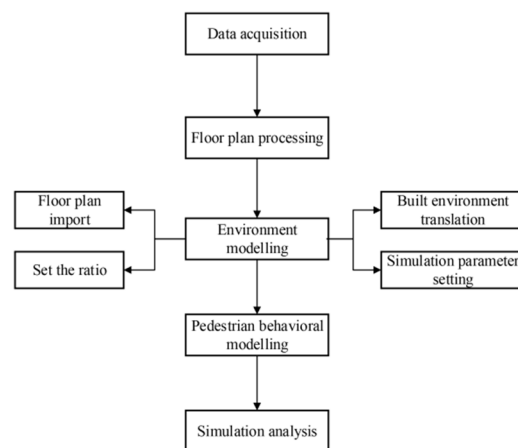 Data acquisition
Floor plan processing
Floor plan
import
Set the ratio
Environment
modelling
Built environment
translation
Simulation parameter
setting
Pedestrian behavioral
modelling
Simulation analysis